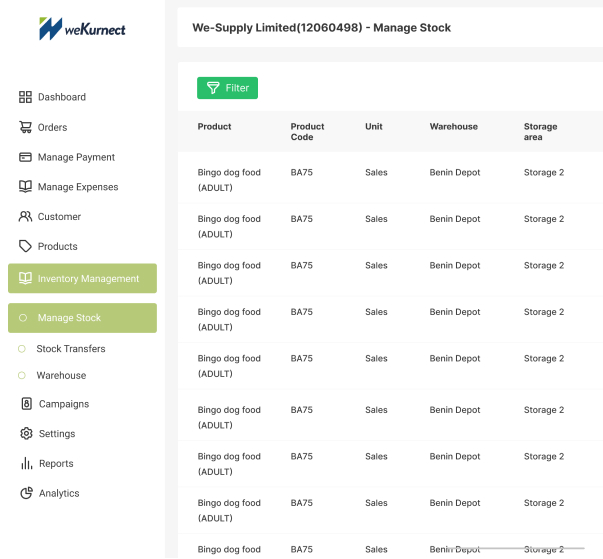 weKurnect
We-Supply Limited(12060498) - Manage Stock
Dashboard
Orders
Manage Payment
Manage Expenses
Customer
Products
Inventory Management
Manage Stock
Stock Transfers
Warehouse
Campaigns
Settings
Reports
Analytics
Filter
Product Product Code Unit Warehouse Storage area
Bingo dog food (ADULT) BA75 Sales Benin Depot Storage 2
Bingo dog food (ADULT) BA75 Sales Benin Depot Storage 2
Bingo dog food (ADULT) BA75 Sales Benin Depot Storage 2
Bingo dog food (ADULT) BA75 Sales Benin Depot Storage 2
Bingo dog food (ADULT) BA75 Sales Benin Depot Storage 2
Bingo dog food (ADULT) BA75 Sales Benin Depot Storage 2
Bingo dog food (ADULT) BA75 Sales Benin Depot Storage 2
Bingo dog food (ADULT) BA75 Sales Benin Depot Storage 2
Bingo dog food BA75 Sales Benin Depot Storage 2